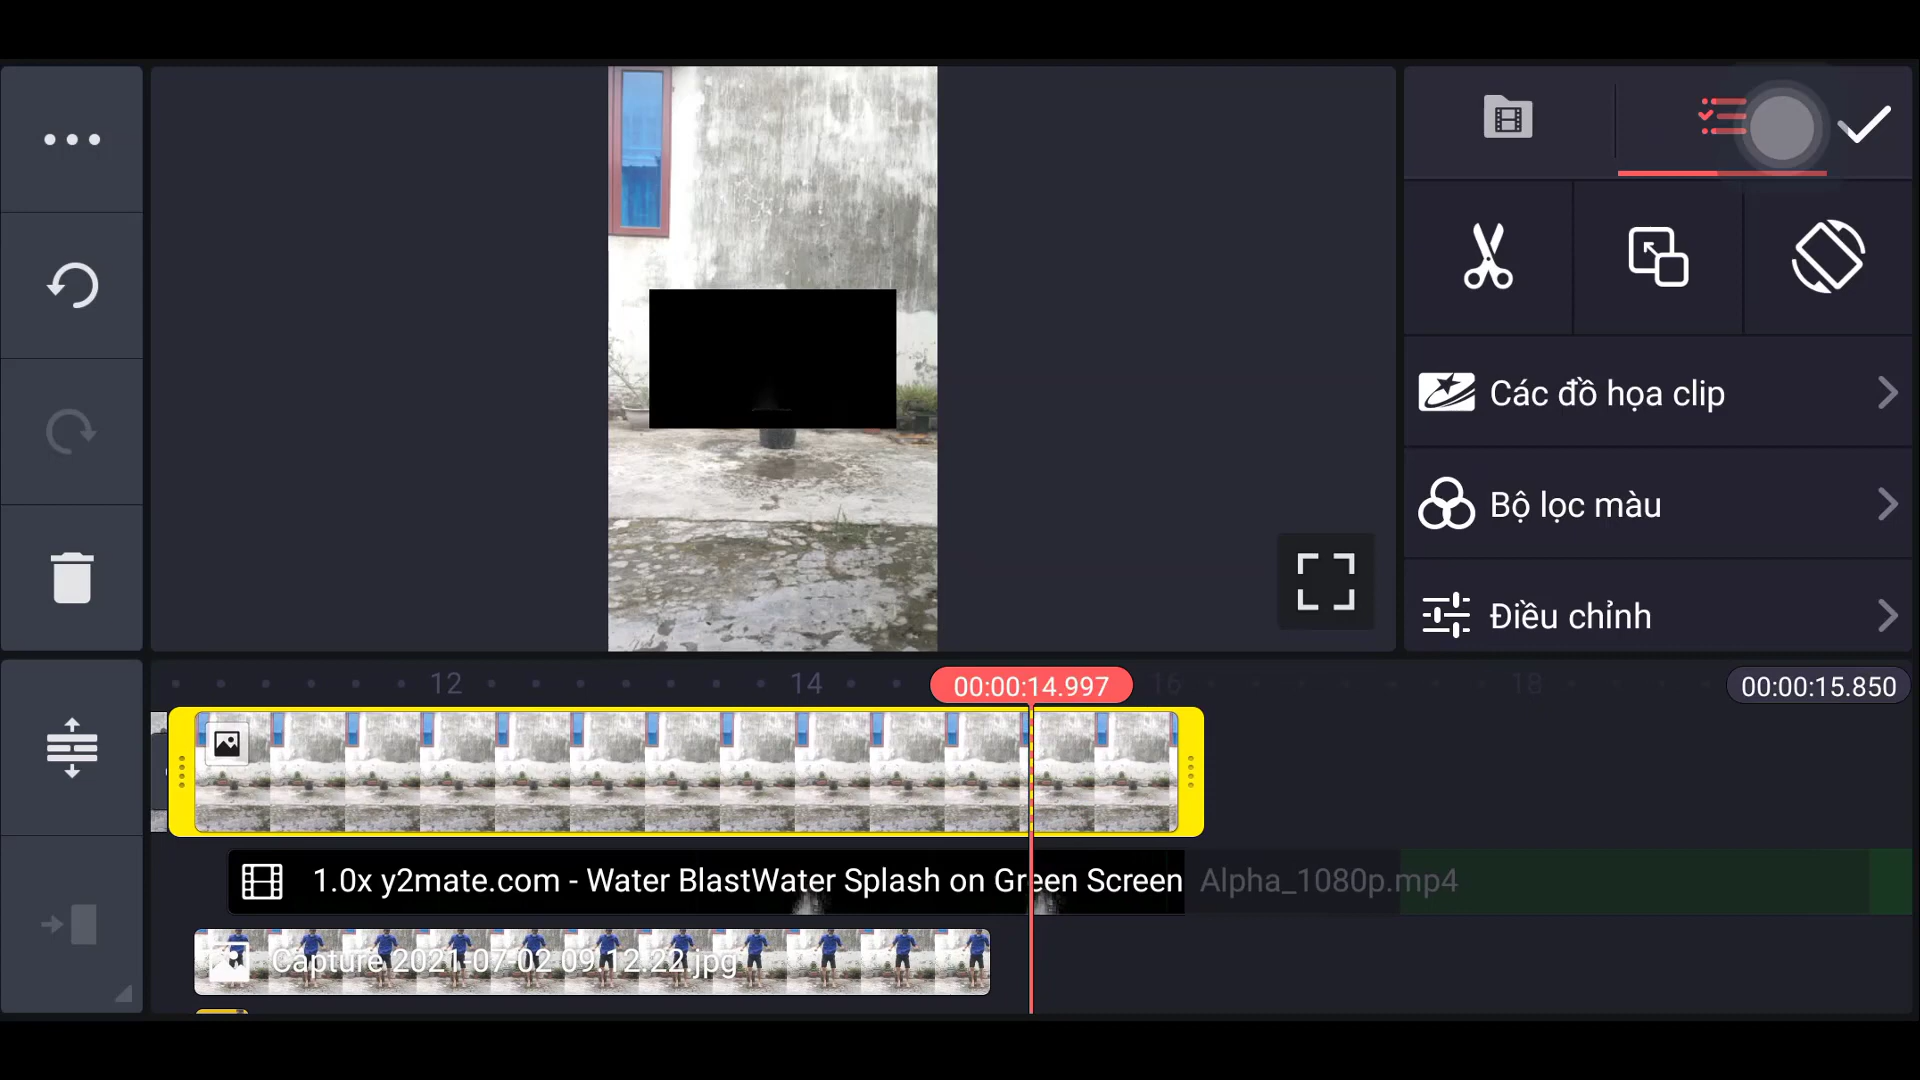 Các đồ họa clip
Bộ lọc màu
Điều chỉnh
12
14
00:00:14.997
16
18
00:00:15.850
1.0x y2mate.com - Water BlastWater Splash on Green Screen Alpha_1080p.mp4
Capture 2021-07-02 09.12.22.jpg